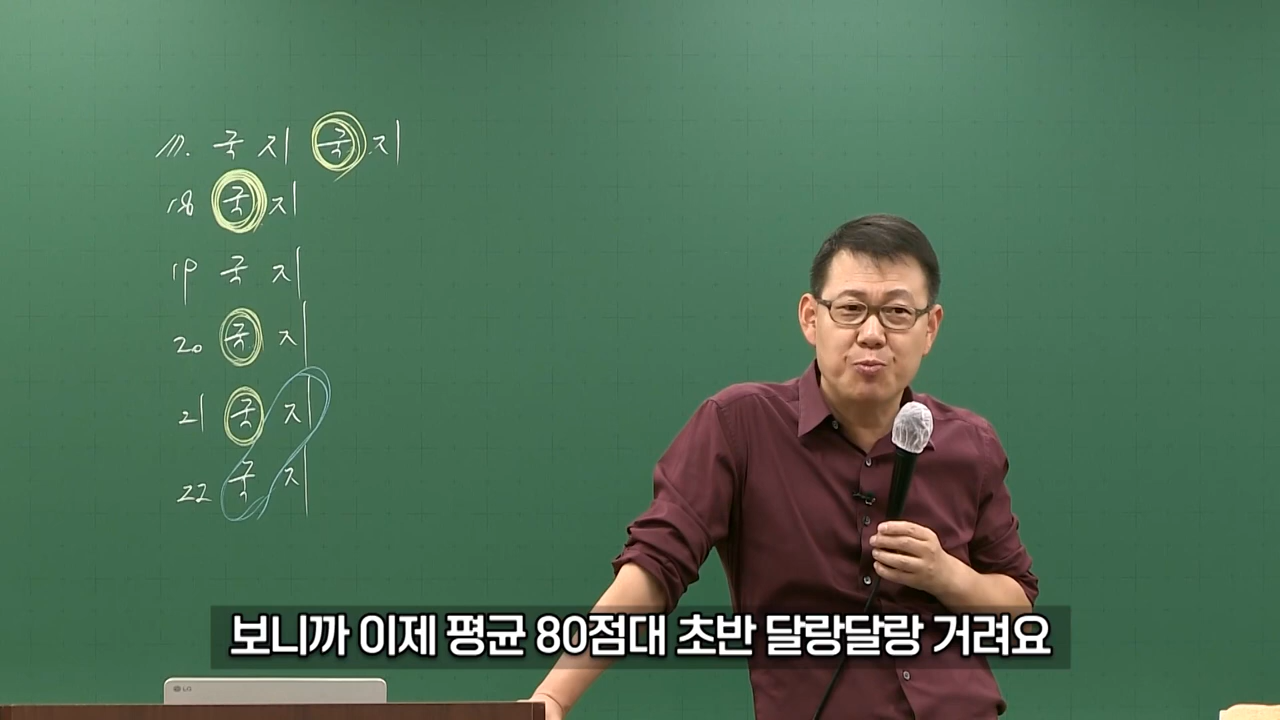 17. 국 지 국 지
18 국 지
19 국 지
20 국 지
21 국 지
22 국 지
보니까 이제 평균 80점대 초반 달랑달랑 거려요
LG